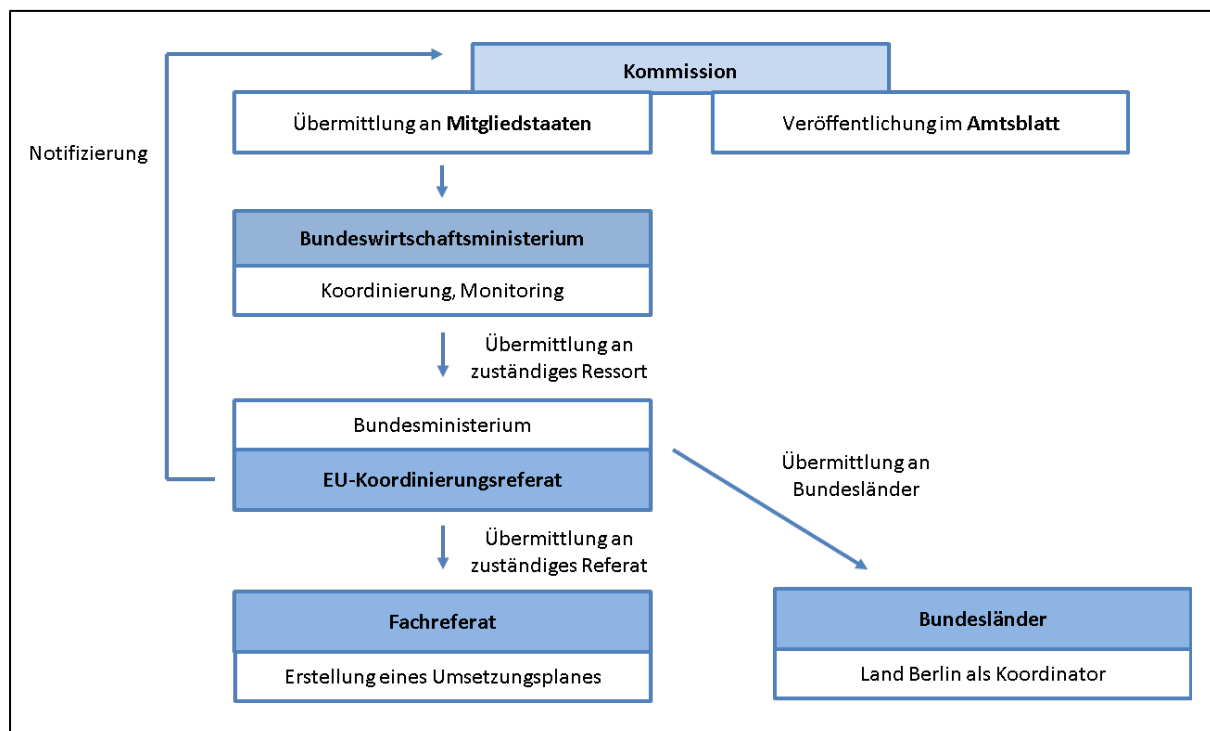 Kommission
Übermittlung an Mitgliedstaaten
Veröffentlichung im Amtsblatt
Notifizierung
Bundeswirtschaftsministerium
Koordinierung, Monitoring
Übermittlung an
zuständiges Ressort
Bundesministerium
EU-Koordinierungsreferat
Übermittlung an
Bundesländer
Übermittlung an
zuständiges Referat
Fachreferat
Erstellung eines Umsetzungsplanes
Bundesländer
Land Berlin als Koordinator